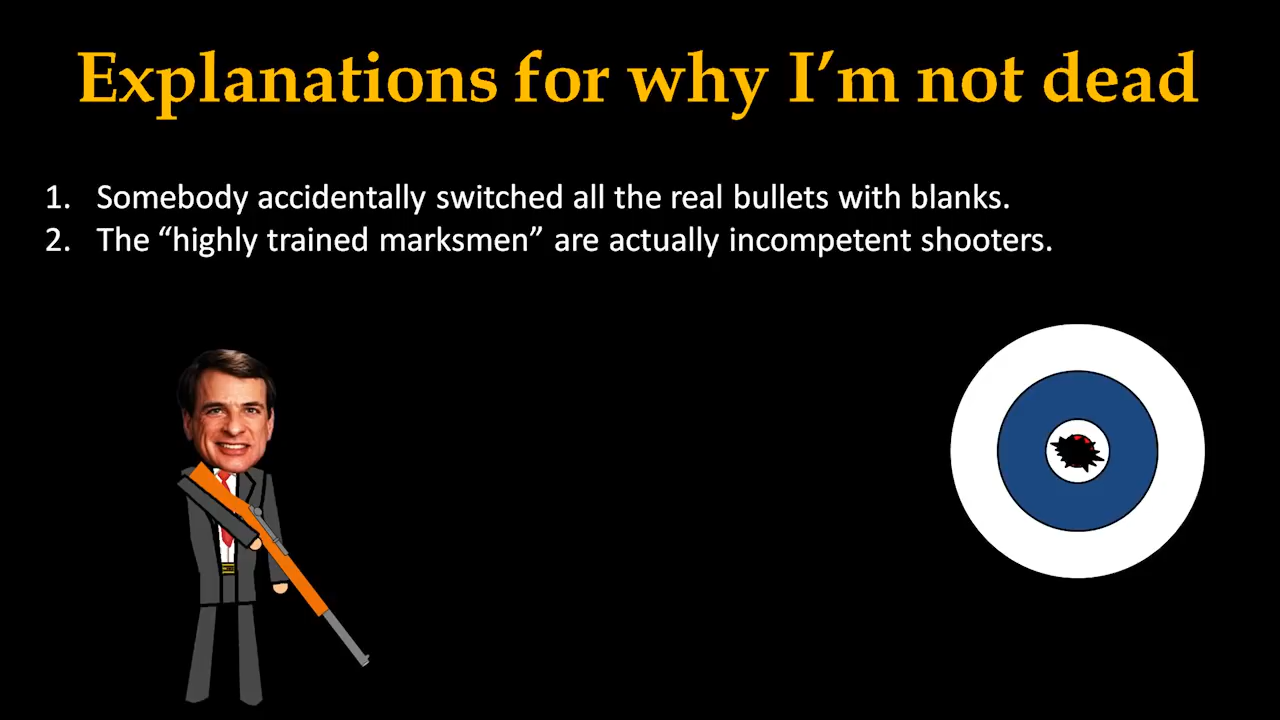 Explanations for why I’m not dead
1. Somebody accidentally switched all the real bullets with blanks.
2. The “highly trained marksmen” are actually incompetent shooters.